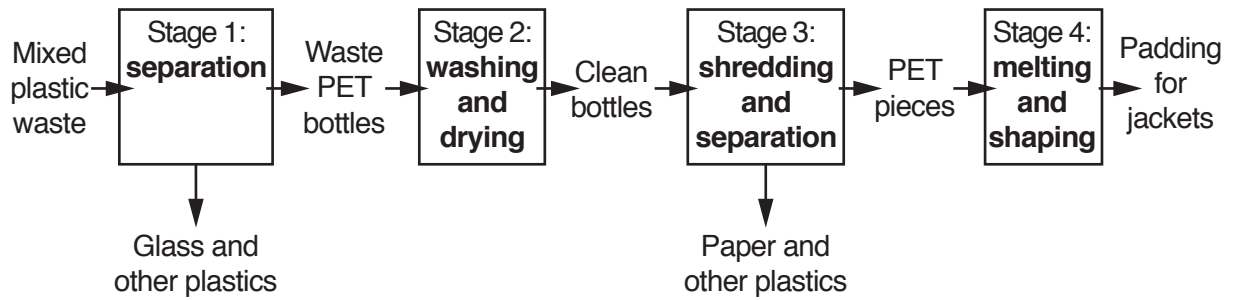 Mixed
plastic
waste
Stage 1:
separation
Glass and
other plastics
Waste
PET
bottles
Stage 2:
washing
and
drying
Clean
bottles
Stage 3:
shredding
and
separation
Paper and
other plastics
PET
pieces
Stage 4:
melting
and
shaping
Padding
for
jackets